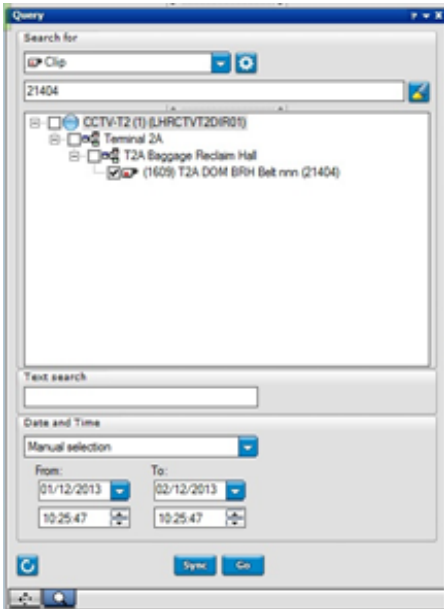 Query
Search for
Clip
21404
CCTV-T2 (1) (LHRCTVT2DIR01)
Terminal 2A
T2A Baggage Reclaim Hall
(1609) T2A DOM BRH Belt nnn (21404)
Text search
Date and Time
Manual selection
From: To:
01/12/2013 02/12/2013
10:25:47 10:25:47
Sync Go